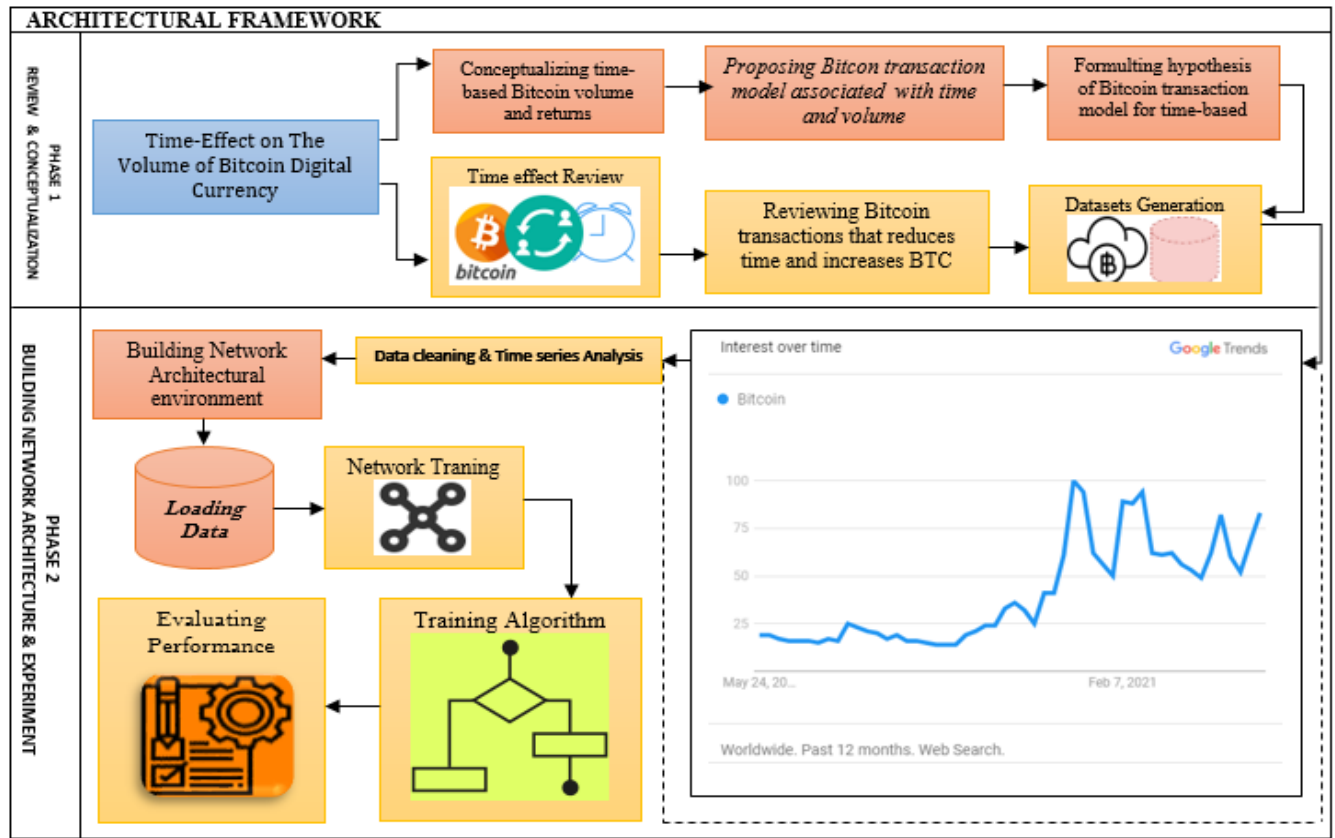 ARCHITECTURAL FRAMEWORK
PHASE 1
REVIEW & CONCEPTUALIZATION
Time-Effect on The
Volume of Bitcoin Digital
Currency
Conceptualizing time-
based Bitcoin volume
and returns
Proposing Bitcon transaction
model associated with time
and volume
Formulting hypothesis
of Bitcoin transaction
model for time-based
Time effect Review
bitcoin
Reviewing Bitcoin
transactions that reduces
time and increases BTC
Datasets Generation
PHASE 2
BUILDING NETWORK ARCHITECTURE & EXPERIMENT
Building Network
Architectural
environment
Data cleaning & Time series Analysis
Loading
Data
Network Traning
Training Algorithm
Evaluating
Performance
Interest over time
Google Trends
Bitcoin
100
75
50
25
May 24, 20...
Feb 7, 2021
Worldwide. Past 12 months. Web Search.